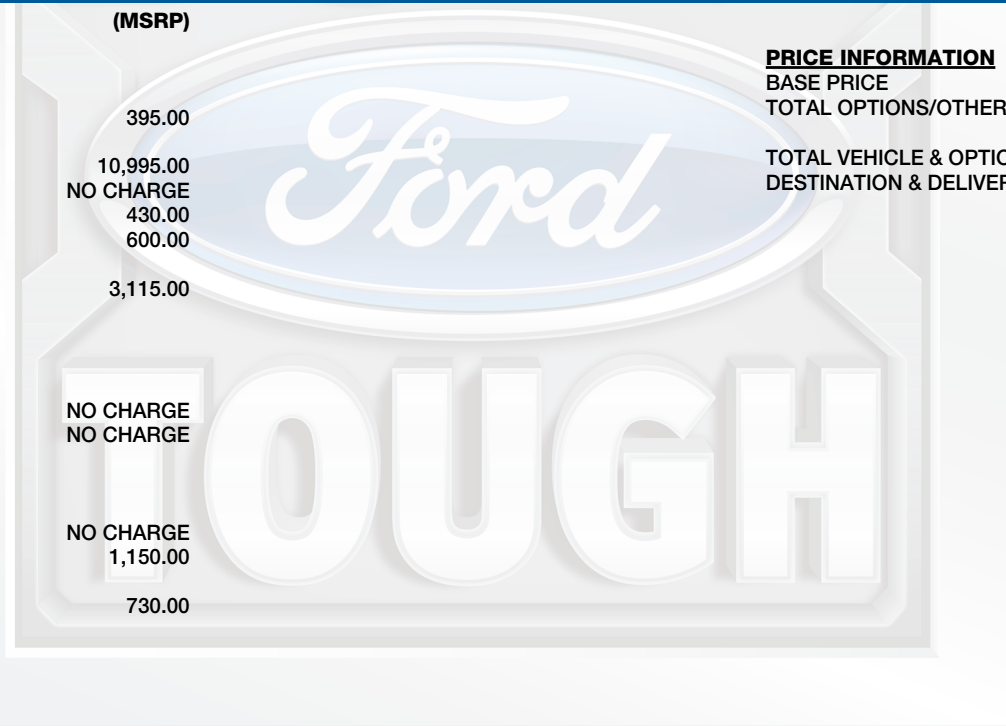 (MSRP)
395.00
10,995.00
NO CHARGE
430.00
600.00
3,115.00
NO CHARGE
NO CHARGE
NO CHARGE
1,150.00
730.00
PRICE INFORMATION
BASE PRICE
TOTAL OPTIONS/OTHER
TOTAL VEHICLE & OPTIO
DESTINATION & DELIVER
Ford
TOUGH